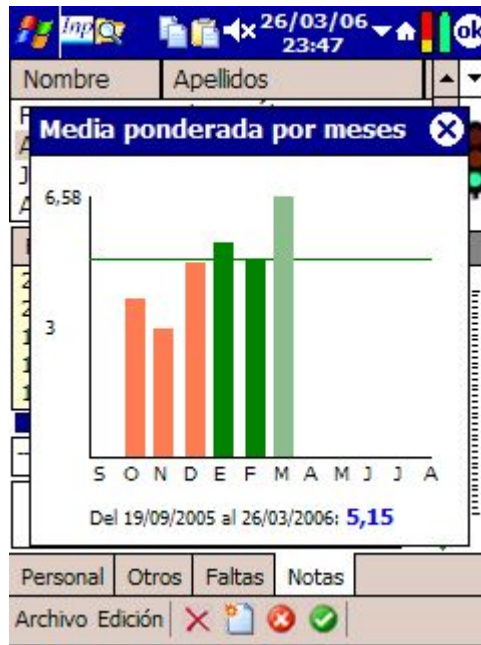 Inp 26/03/06
23:47 ok
Nombre Apellidos
Media ponderada por meses
6,58
3
S O N D E F M A M J J A
Del 19/09/2005 al 26/03/2006: 5,15
Personal Otros Faltas Notas
Archivo Edición